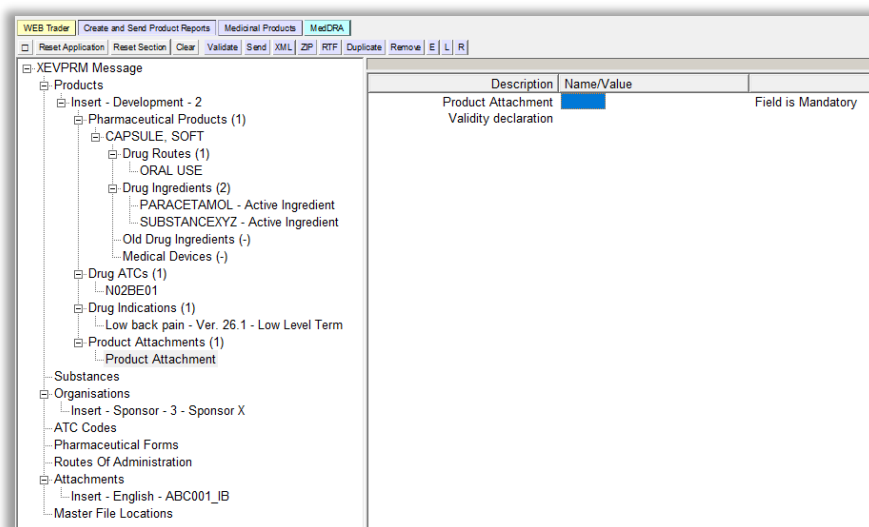 WEB Trader Create and Send Product Reports Medicinal Products MedDRA
Reset Application Reset Section Clear Validate Send XML ZIP RTF Duplicate Remove E L R
XEVPRM Message
Products
Insert - Development - 2
Pharmaceutical Products (1)
CAPSULE, SOFT
Drug Routes (1)
ORAL USE
Drug Ingredients (2)
PARACETAMOL - Active Ingredient
SUBSTANCEXYZ - Active Ingredient
Old Drug Ingredients (-)
Medical Devices (-)
Drug ATCs (1)
N02BE01
Drug Indications (1)
Low back pain - Ver. 26.1 - Low Level Term
Product Attachments (1)
Product Attachment
Substances
Organisations
Insert - Sponsor - 3 - Sponsor X
ATC Codes
Pharmaceutical Forms
Routes Of Administration
Attachments
Insert - English - ABC001_IB
Master File Locations
Description Name/Value
Product Attachment Field is Mandatory
Validity declaration